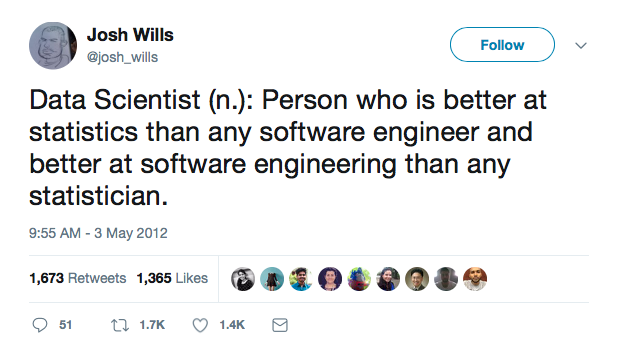 Josh Wills
@josh_wills
Follow
Data Scientist (n.): Person who is better at
statistics than any software engineer and
better at software engineering than any
statistician.
9:55 AM - 3 May 2012
1,673 Retweets 1,365 Likes
51 1.7K 1.4K